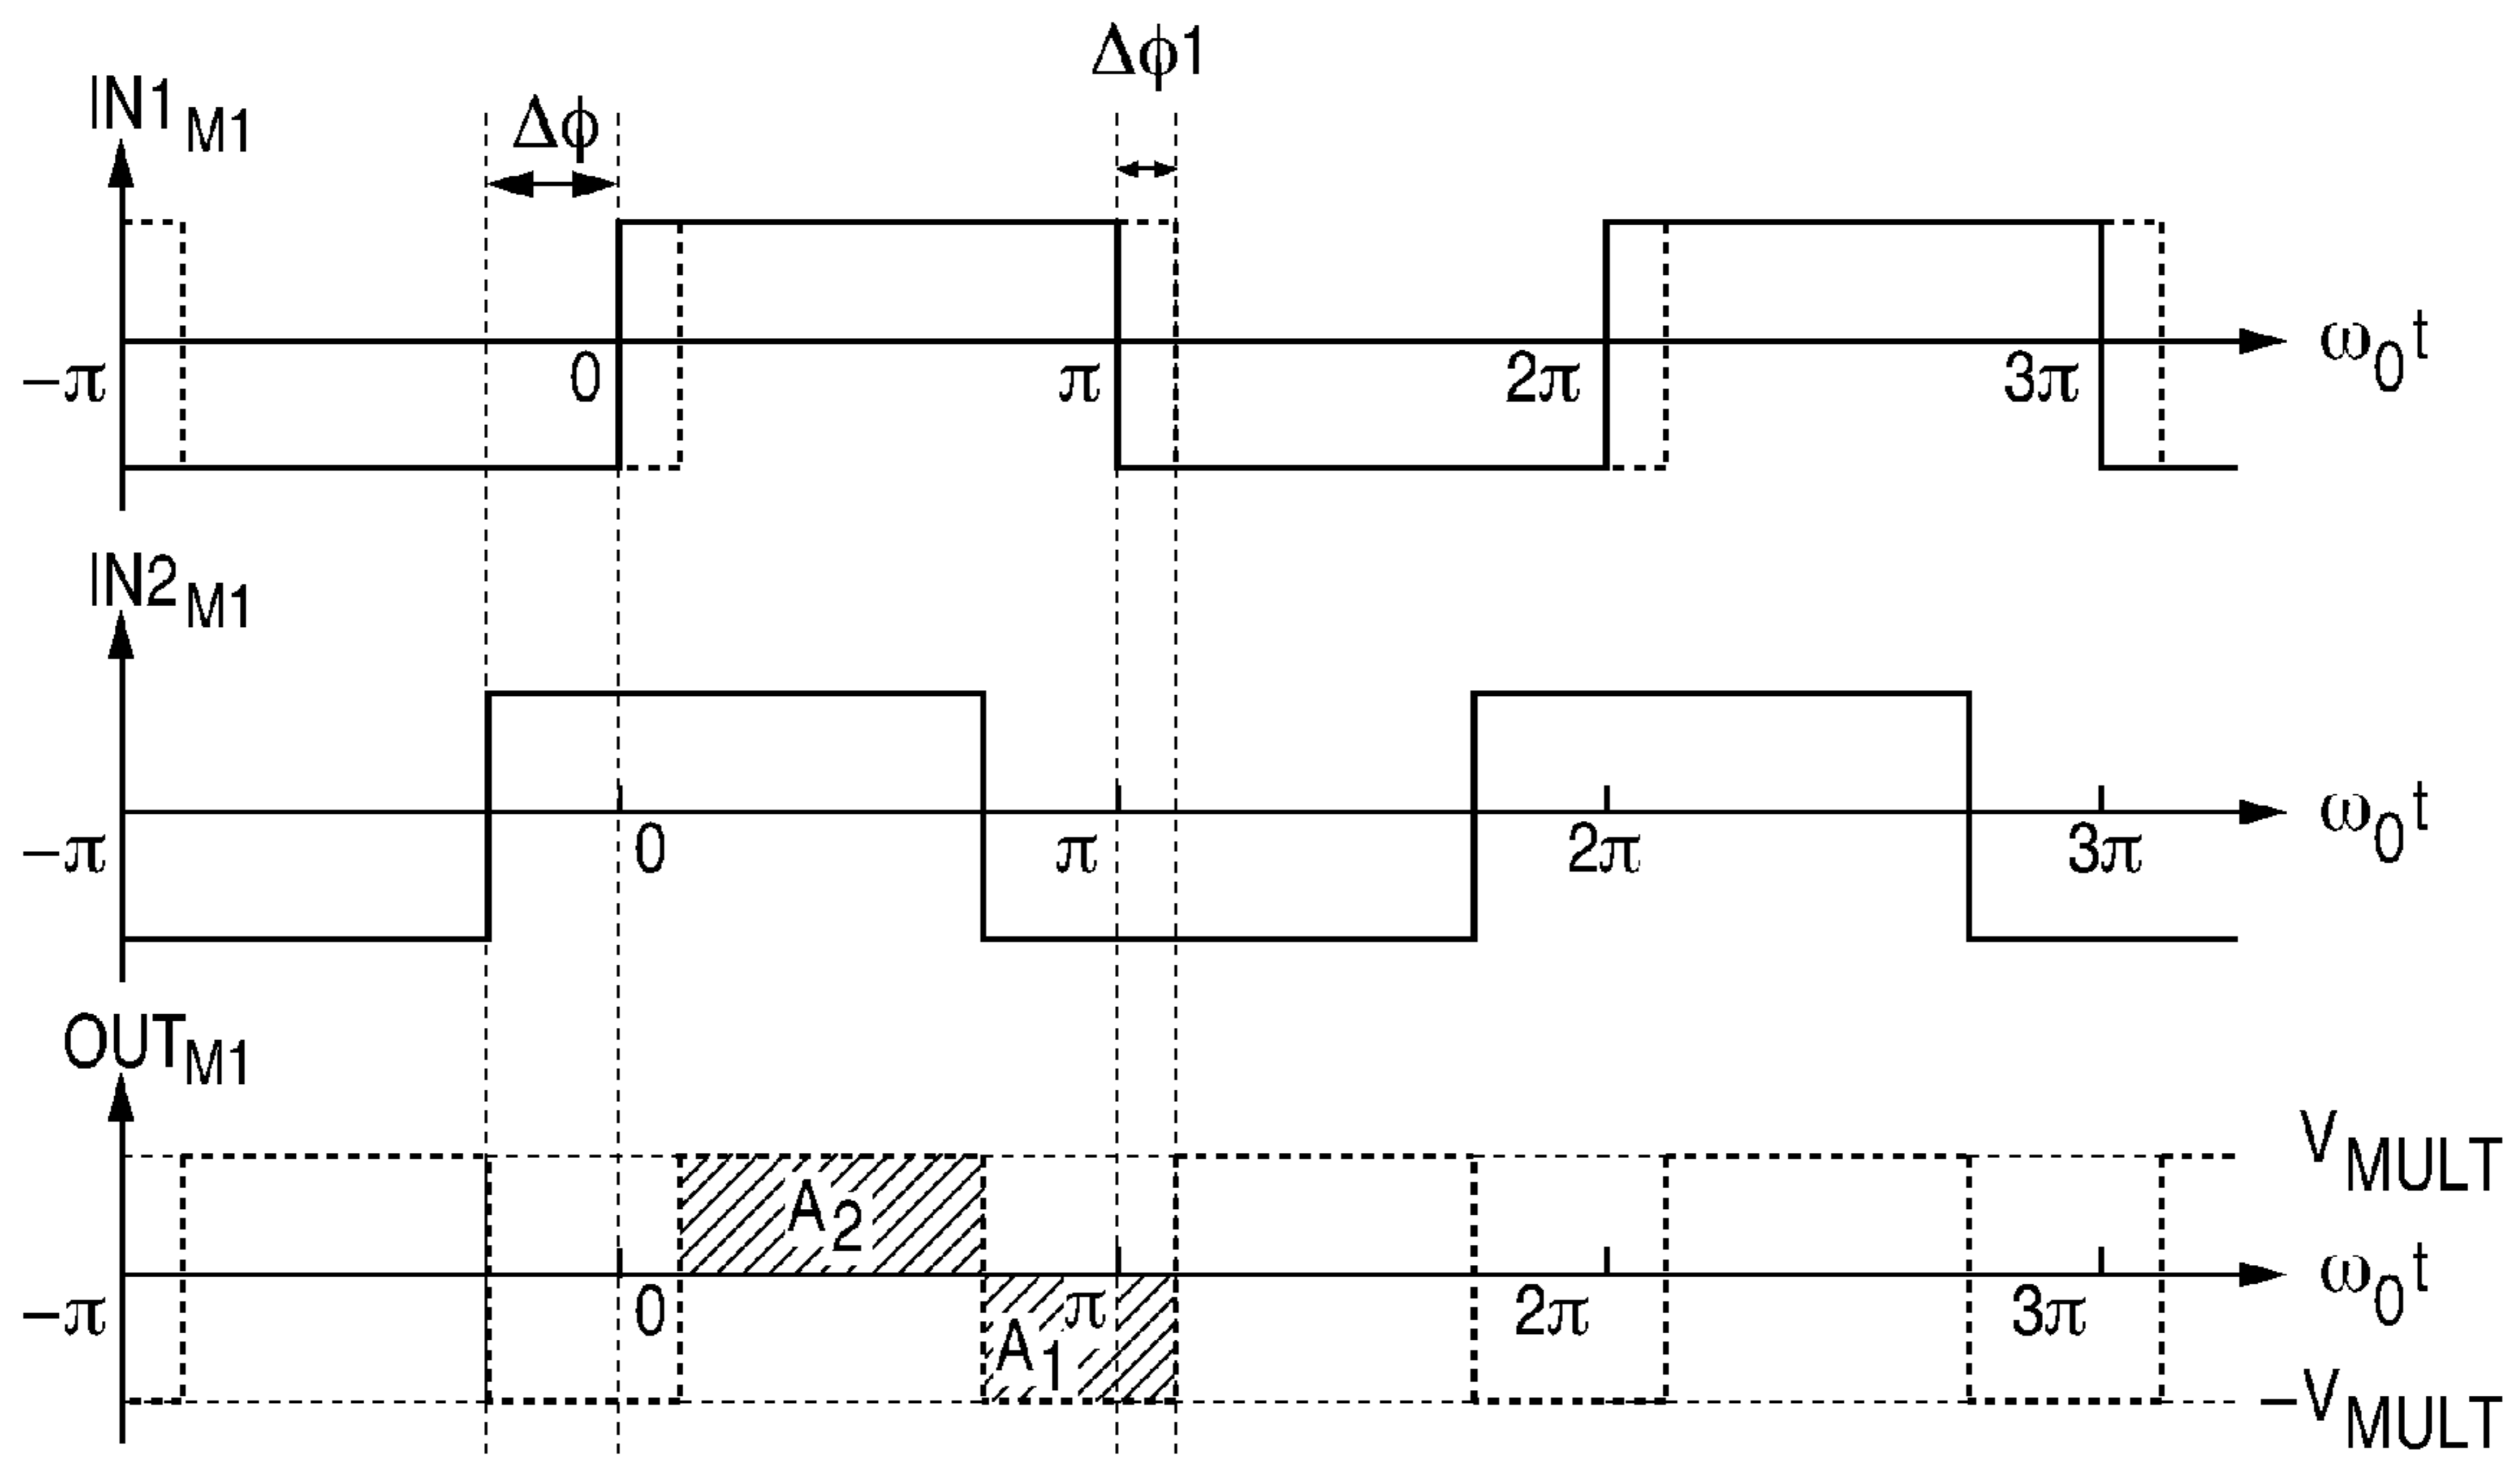 Δϕ1
IN1M1
Δϕ
−π 0 π 2π 3π ω0t
IN2M1
−π 0 π 2π 3π ω0t
OUTM1
VMULT
A2
−π 0 π 2π 3π ω0t
A1
−VMULT